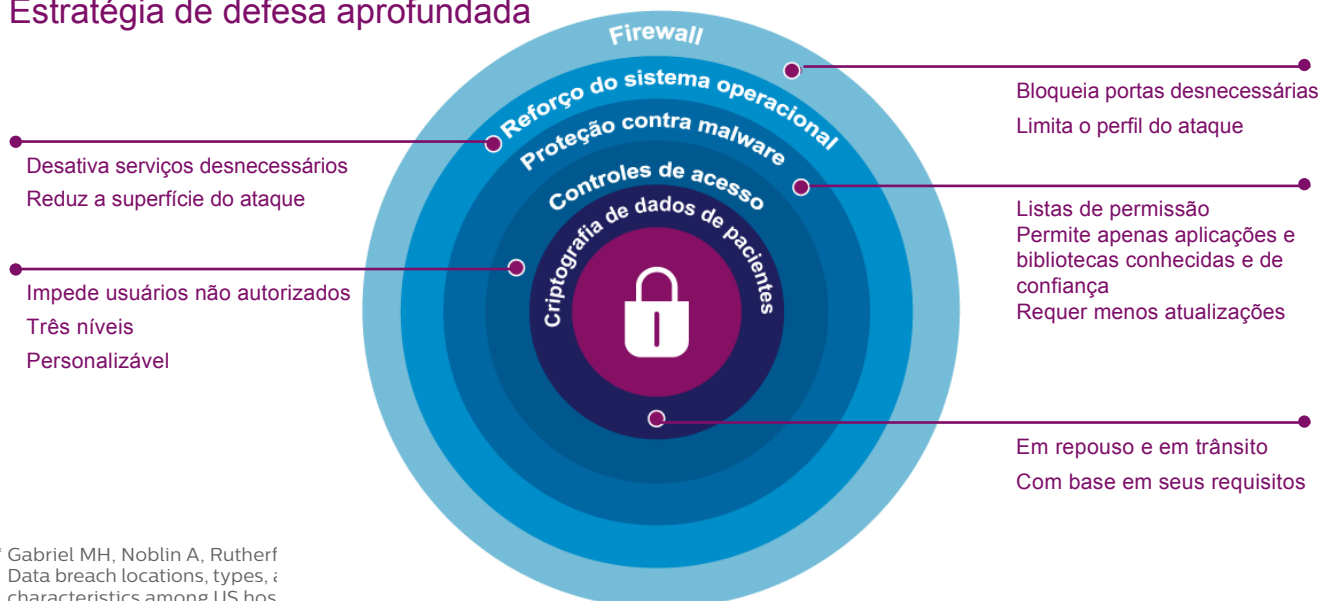 Estratégia de defesa aprofundada
Firewall
Reforço do sistema operacional
Proteção contra malware
Controles de acesso
Criptografia de dados de pacientes
Desativa serviços desnecessários
Reduz a superfície do ataque
Impede usuários não autorizados
Três níveis
Personalizável
Bloqueia portas desnecessárias
Limita o perfil do ataque
Listas de permissão
Permite apenas aplicações e
bibliotecas conhecidas e de
confiança
Requer menos atualizações
Em repouso e em trânsito
Com base em seus requisitos
Gabriel MH, Noblin A,
Data breach locations, types,
characteristics among US